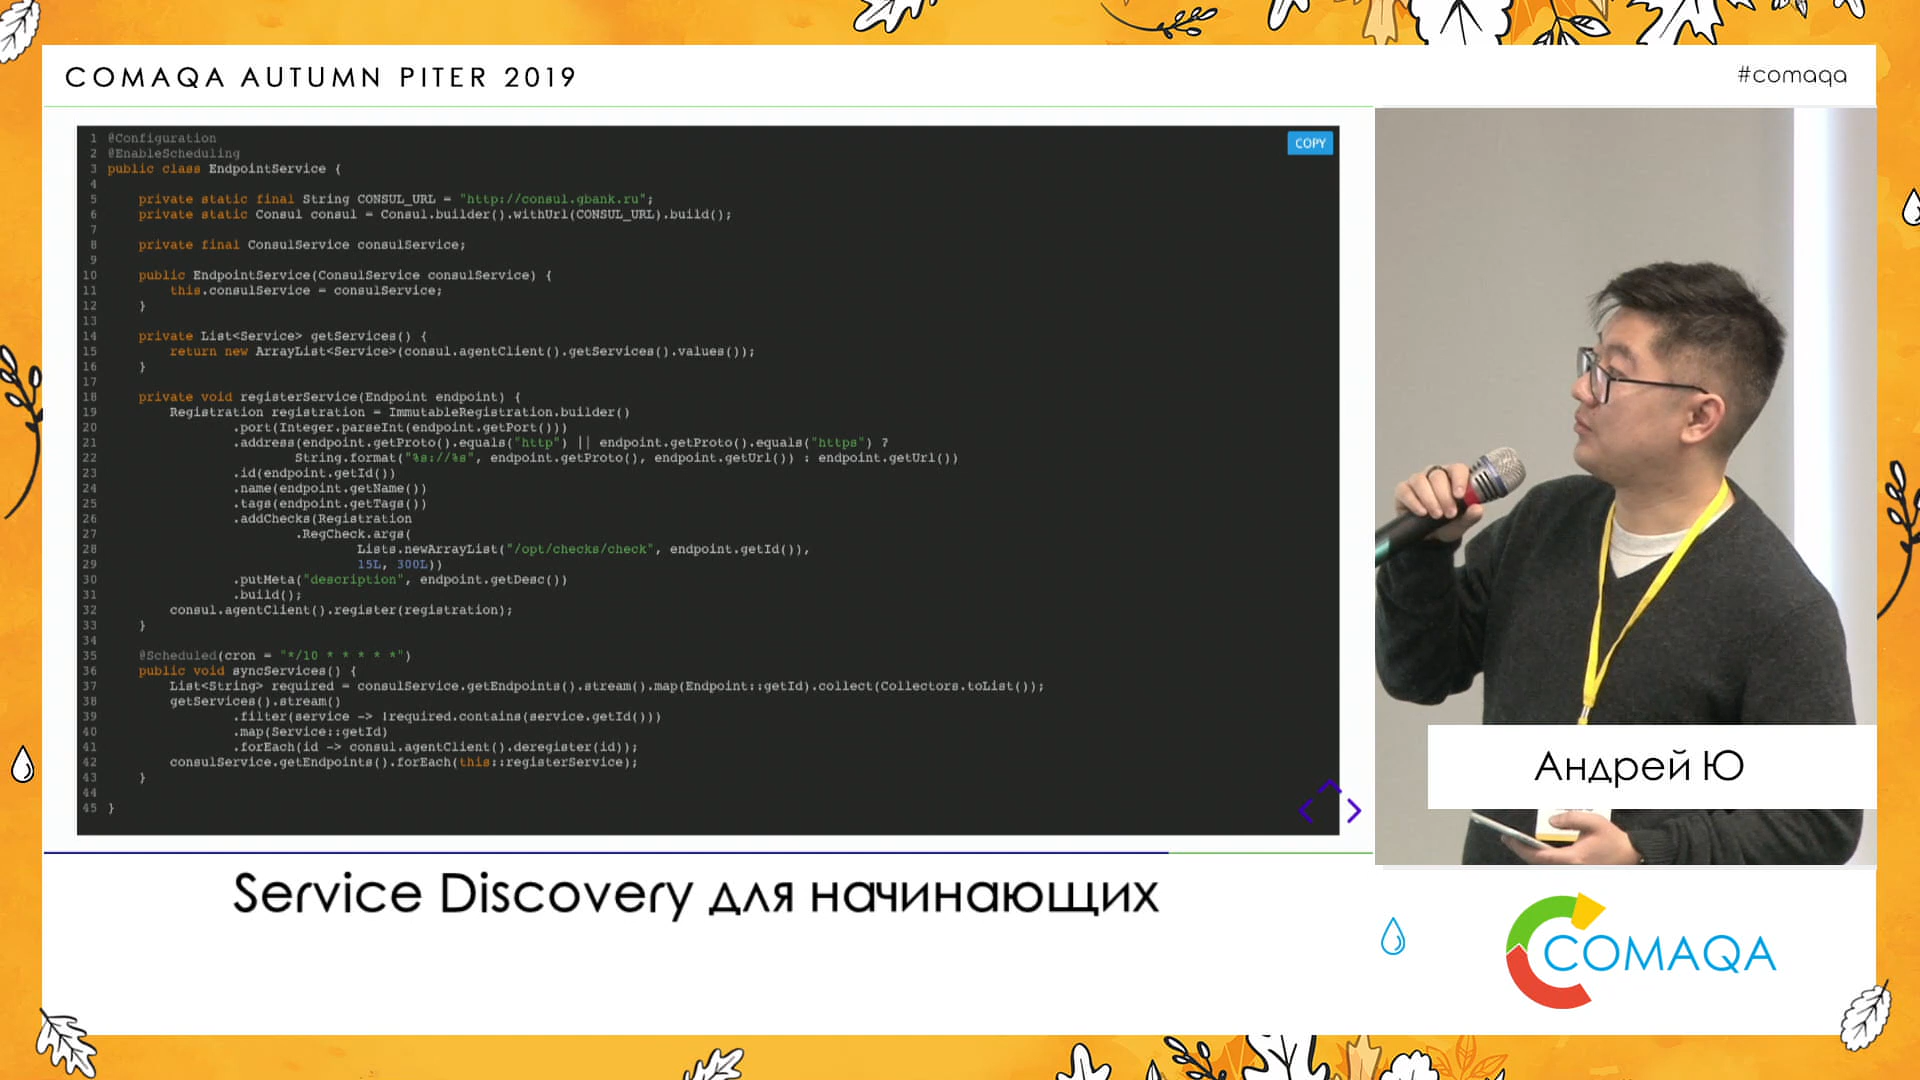 COMAQA AUTUMN PITER 2019
#comaqa
COPY
1 @Configuration
2 @EnableScheduling
3 public class EndpointService {
4
5 private static final String CONSUL_URL = "http://consul.gbank.ru";
6 private static Consul consul = Consul.builder().withUrl(CONSUL_URL).build();
7
8 private final ConsulService consulService;
9
10 public EndpointService(ConsulService consulService) {
11 this.consulService = consulService;
12 }
13
14 private List<Service> getServices() {
15 return new ArrayList<Service>(consul.agentClient().getServices().values());
16 }
17
18 private void registerService(Endpoint endpoint) {
19 Registration registration = ImmutableRegistration.builder()
20 .port(Integer.parseInt(endpoint.getPort()))
21 .address(endpoint.getProto().equals("http") || endpoint.getProto().equals("https") ?
22 String.format("%s://%s", endpoint.getProto(), endpoint.getUrl()) : endpoint.getUrl())
23 .id(endpoint.getId())
24 .name(endpoint.getName())
25 .tags(endpoint.getTags())
26 .addChecks(Registration
27 .RegCheck.args(
28 Lists.newArrayList("/opt/checks/check", endpoint.getId()),
29 15L, 300L))
30 .putMeta("description", endpoint.getDesc())
31 .build();
32 consul.agentClient().register(registration);
33 }
34
35 @Scheduled(cron = "*/10 * * * * *")
36 public void syncServices() {
37 List<String> required = consulService.getEndpoints().stream().map(Endpoint::getId).collect(Collectors.toList());
38 getServices().stream()
39 .filter(service -> !required.contains(service.getId()))
40 .map(Service::getId)
41 .forEach(id -> consul.agentClient().deregister(id));
42 consulService.getEndpoints().forEach(this::registerService);
43 }
44
45 }
Андрей Ю
Service Discovery для начинающих
COMAQA